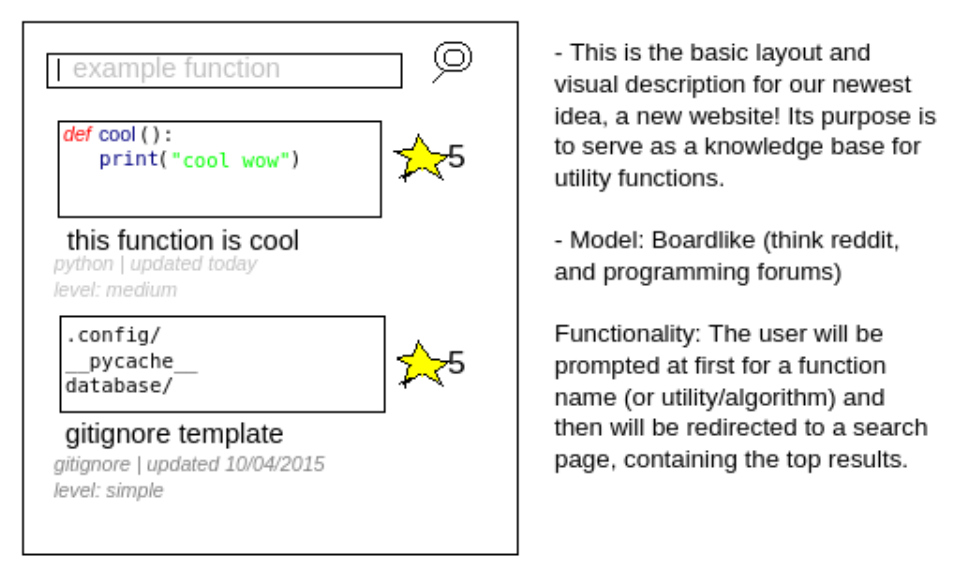 example function
def cool():
print("cool wow")
5
this function is cool
python | updated today
level: medium
.config/
__pycache__
database/
5
gitignore template
gitignore | updated 10/04/2015
level: simple
- This is the basic layout and
visual description for our newest
idea, a new website! Its purpose is
to serve as a knowledge base for
utility functions.
- Model: Boardlike (think reddit,
and programming forums)
Functionality: The user will be
prompted at first for a function
name (or utility/algorithm) and
then will be redirected to a search
page, containing the top results.